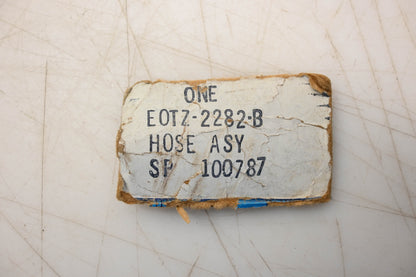 ONE
EOTZ-2282-B
HOSE ASY
SP 100787